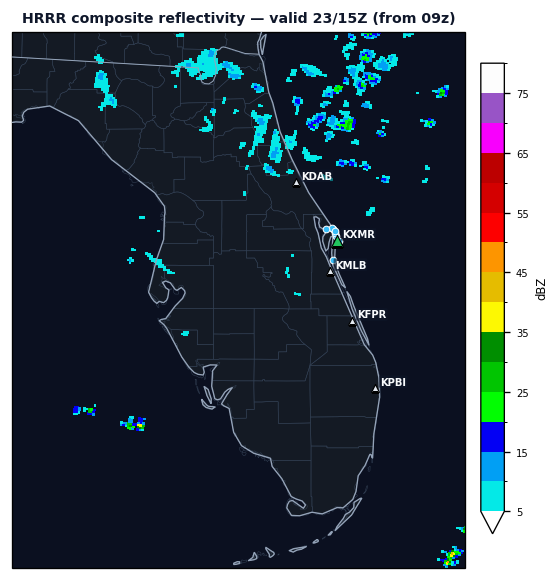 HRRR composite reflectivity — valid 23/15Z (from 09z)
75
65
55
45
35
25
15
5
dBZ
KDAB
KXMR
KMLB
KFPR
KPBI